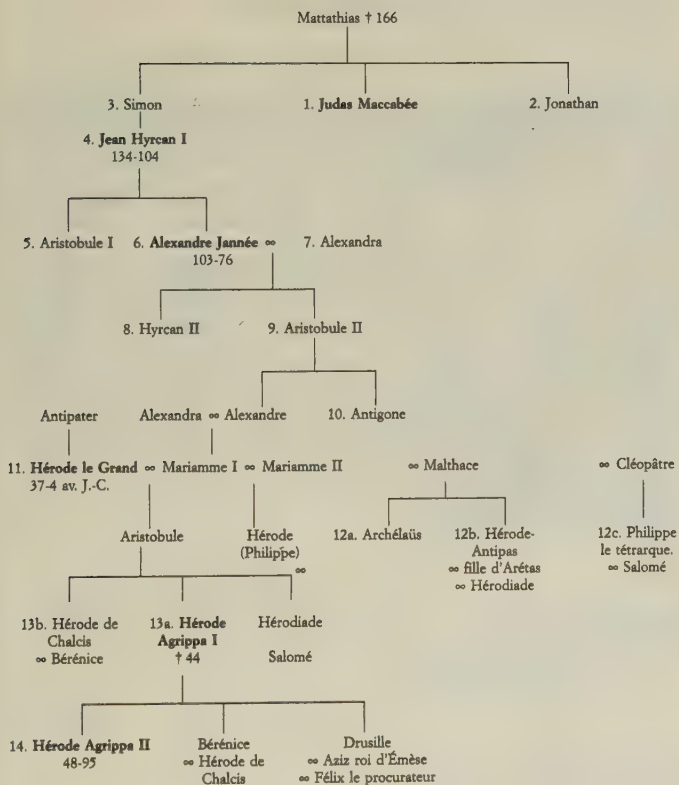 Mattathias † 166
3. Simon 1. Judas Maccabée 2. Jonathan
4. Jean Hyrcan I
134-104
5. Aristobule I 6. Alexandre Jannée ∞ 7. Alexandra
103-76
8. Hyrcan II 9. Aristobule II
Antipater Alexandra ∞ Alexandre 10. Antigone
11. Hérode le Grand ∞ Mariamme I ∞ Mariamme II ∞ Malthace ∞ Cléopâtre
37-4 av. J.-C.
Aristobule Hérode 12a. Archélaüs 12b. Hérode- 12c. Philippe
(Philippe) Antipas le tétrarque.
∞ ∞ fille d'Arétas ∞ Salomé
∞ Hérodiade
13b. Hérode de 13a. Hérode Hérodiade
Chalcis Agrippa I
∞ Bérénice † 44 Salomé
14. Hérode Agrippa II Bérénice Drusille
48-95 ∞ Hérode de ∞ Aziz roi d'Émèse
Chalcis ∞ Félix le procurateur